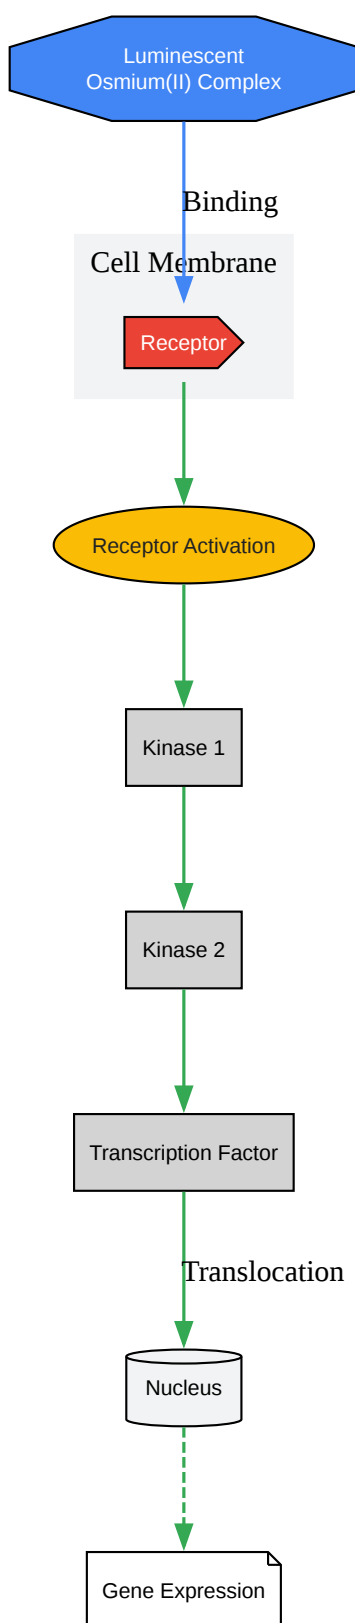 Luminescent
Osmium(II) Complex
Binding
Cell Membrane
Receptor
Receptor Activation
Kinase 1
Kinase 2
Transcription Factor
Translocation
Nucleus
Gene Expression